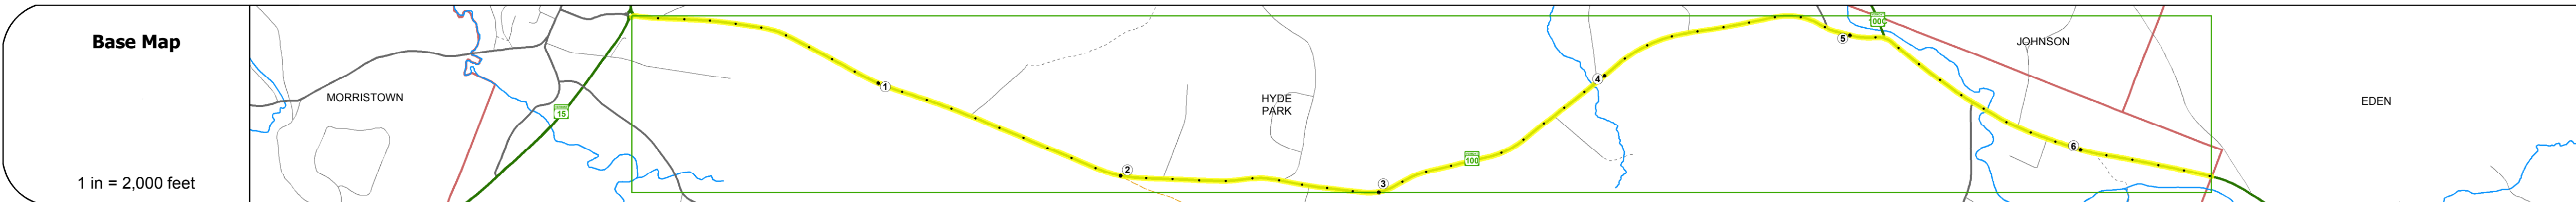 Base Map
1 in = 2,000 feet
MORRISTOWN
15
1
2
HYDE
PARK
3
100
4
5
100C
JOHNSON
6
EDEN